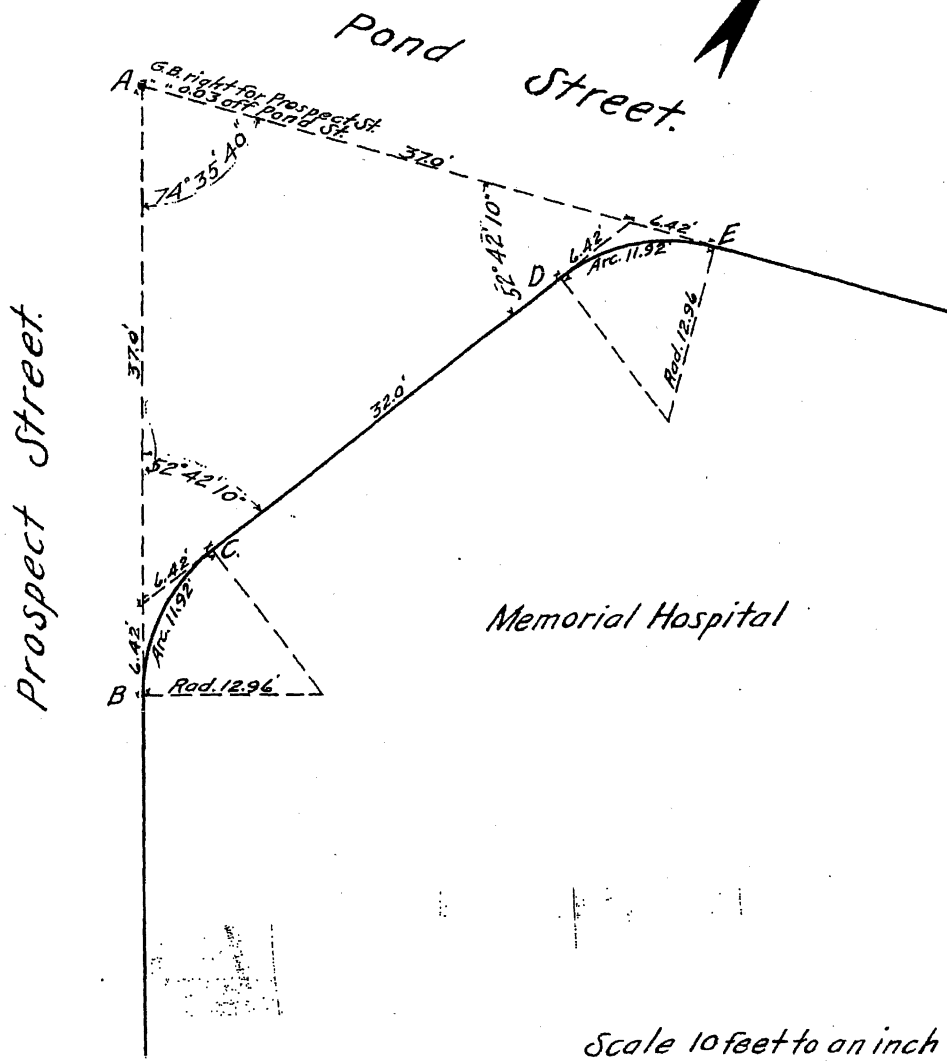 Pond
Street.
A
G.B. right for Prospect St.
" " 0.03 off Pond St.
74° 35' 40"
37.0'
52° 42' 10"
6.42'
6.42'
E
D
Arc. 11.92'
Rad. 12.96
Prospect Street.
37.0'
32.0'
52° 42' 10"
C.
6.42'
Arc. 11.92'
6.42'
B
Rad. 12.96'
Memorial Hospital
Scale 10 feet to an inch